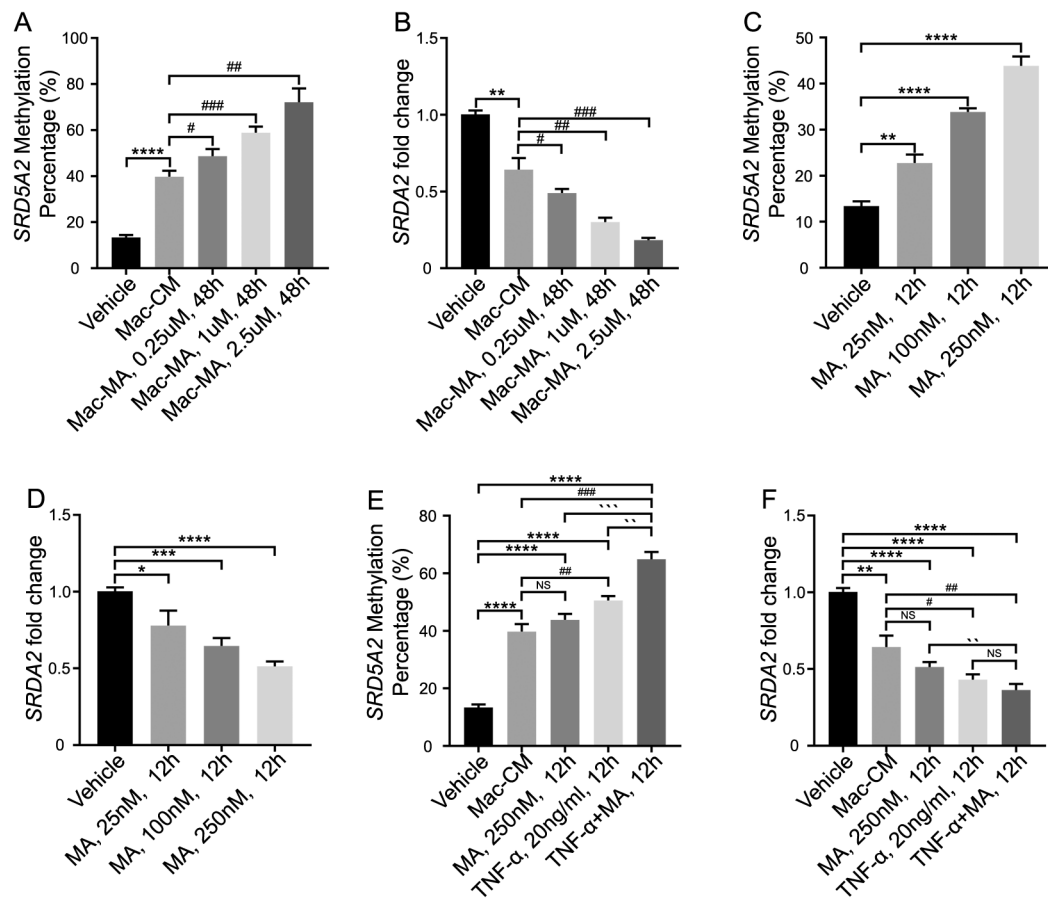 A
SRD5A2 Methylation
Percentage (%)
100
80
60
40
20
0
##
###
#
****
Vehicle
Mac-CM
Mac-MA, 0.25uM, 48h
Mac-MA, 1uM, 48h
Mac-MA, 2.5uM, 48h
B
SRDA2 fold change
1.5
1.0
0.5
0
**
###
##
#
Vehicle
Mac-CM
Mac-MA, 0.25uM, 48h
Mac-MA, 1uM, 48h
Mac-MA, 2.5uM, 48h
C
SRD5A2 Methylation
Percentage (%)
50
40
30
20
10
0
****
****
**
Vehicle
MA, 25nM, 12h
MA, 100nM, 12h
MA, 250nM, 12h
D
SRDA2 fold change
1.5
1.0
0.5
0
****
***
*
Vehicle
MA, 25nM, 12h
MA, 100nM, 12h
MA, 250nM, 12h
E
SRD5A2 Methylation
Percentage (%)
80
60
40
20
0
****
###
```
``
****
****
##
NS
****
Vehicle
Mac-CM
MA, 250nM, 12h
TNF-α, 20ng/ml, 12h
TNF-α+MA, 12h
F
SRDA2 fold change
1.5
1.0
0.5
0
****
****
****
**
##
#
NS
``
NS
Vehicle
Mac-CM
MA, 250nM, 12h
TNF-α, 20ng/ml, 12h
TNF-α+MA, 12h